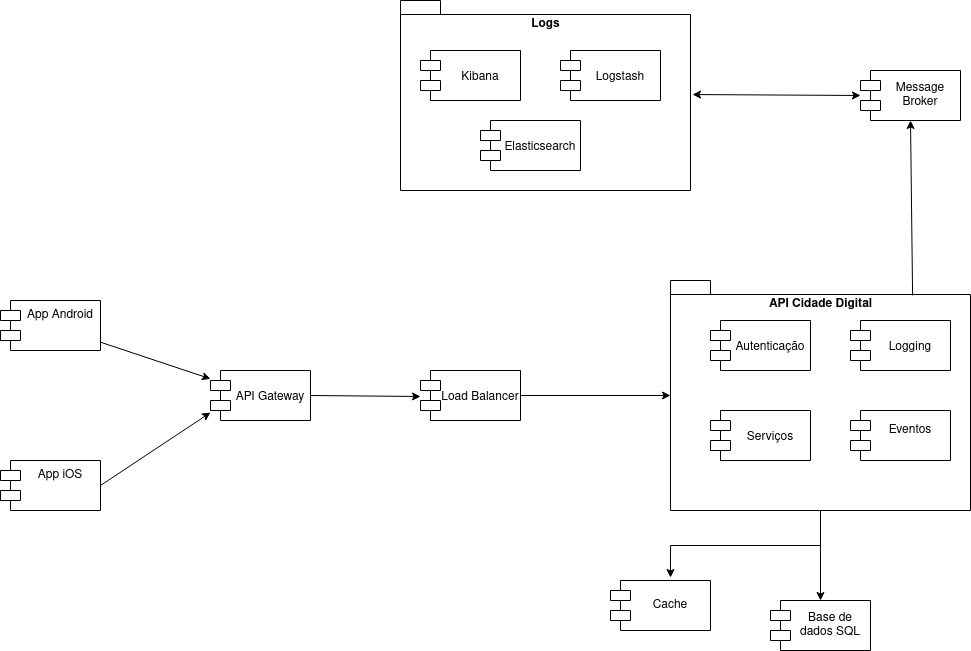 Logs
Kibana
Logstash
Elasticsearch
Message
Broker
App Android
App iOS
API Gateway
Load Balancer
API Cidade Digital
Autenticação
Logging
Serviços
Eventos
Cache
Base de
dados SQL